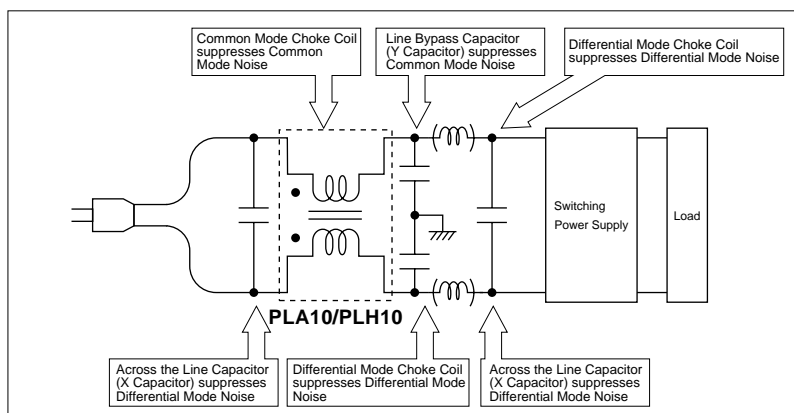 Common Mode Choke Coil
suppresses Common
Mode Noise
Line Bypass Capacitor
(Y Capacitor) suppresses
Common Mode Noise
Differential Mode Choke Coil
suppresses Differential Mode Noise
Switching
Power Supply
Load
PLA10/PLH10
Across the Line Capacitor
(X Capacitor) suppresses
Differential Mode Noise
Differential Mode Choke Coil
suppresses Differential Mode
Noise
Across the Line Capacitor
(X Capacitor) suppresses
Differential Mode Noise